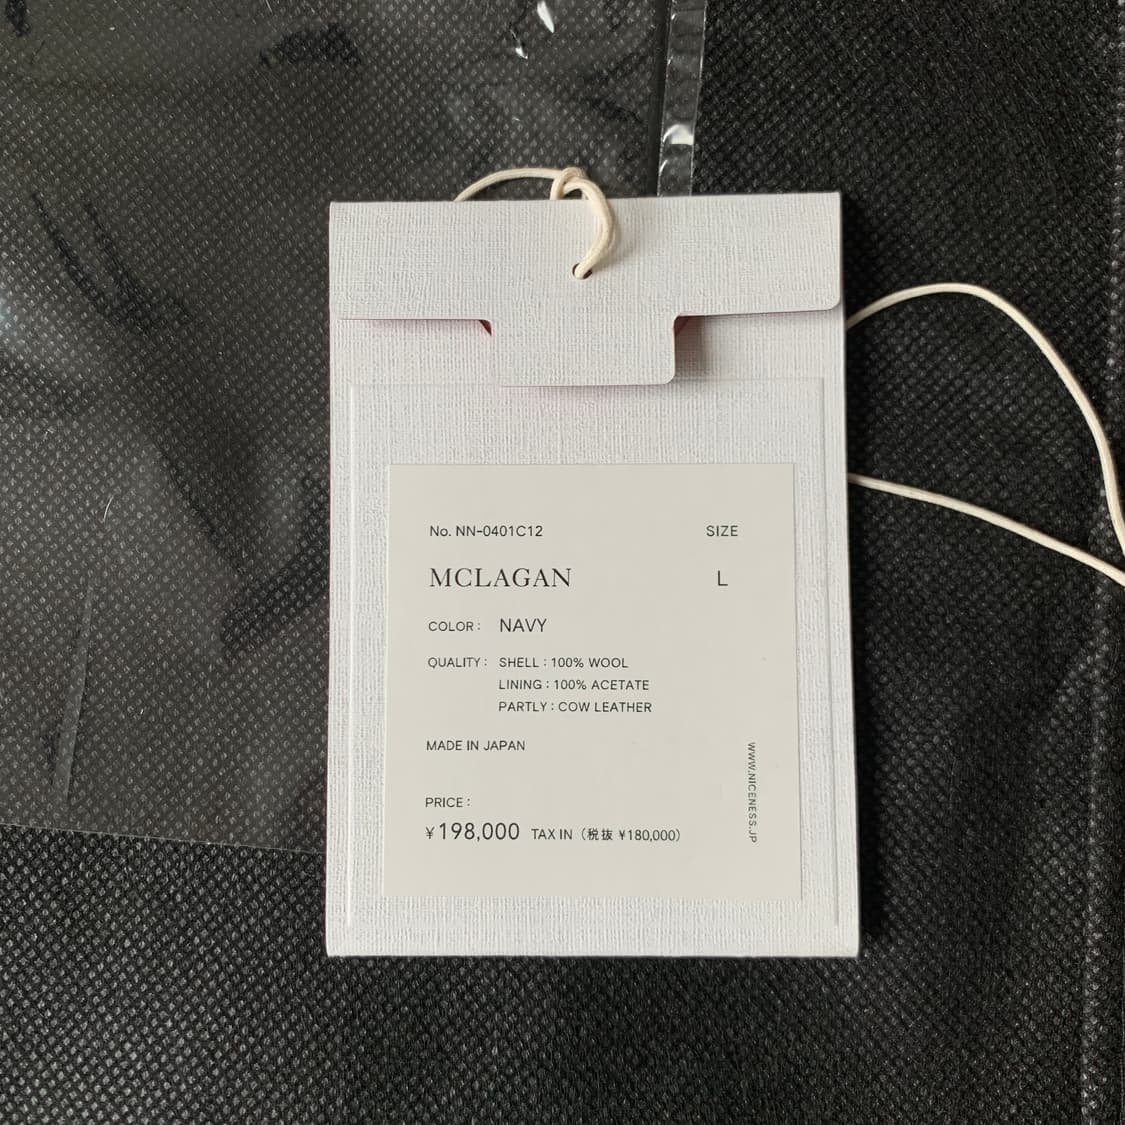 No. NN-0401C12 SIZE
MCLAGAN L
COLOR : NAVY
QUALITY : SHELL : 100% WOOL
LINING : 100% ACETATE
PARTLY : COW LEATHER
MADE IN JAPAN
PRICE :
¥198,000 TAX IN (税抜 ¥180,000)
WWW.NICENESS.JP